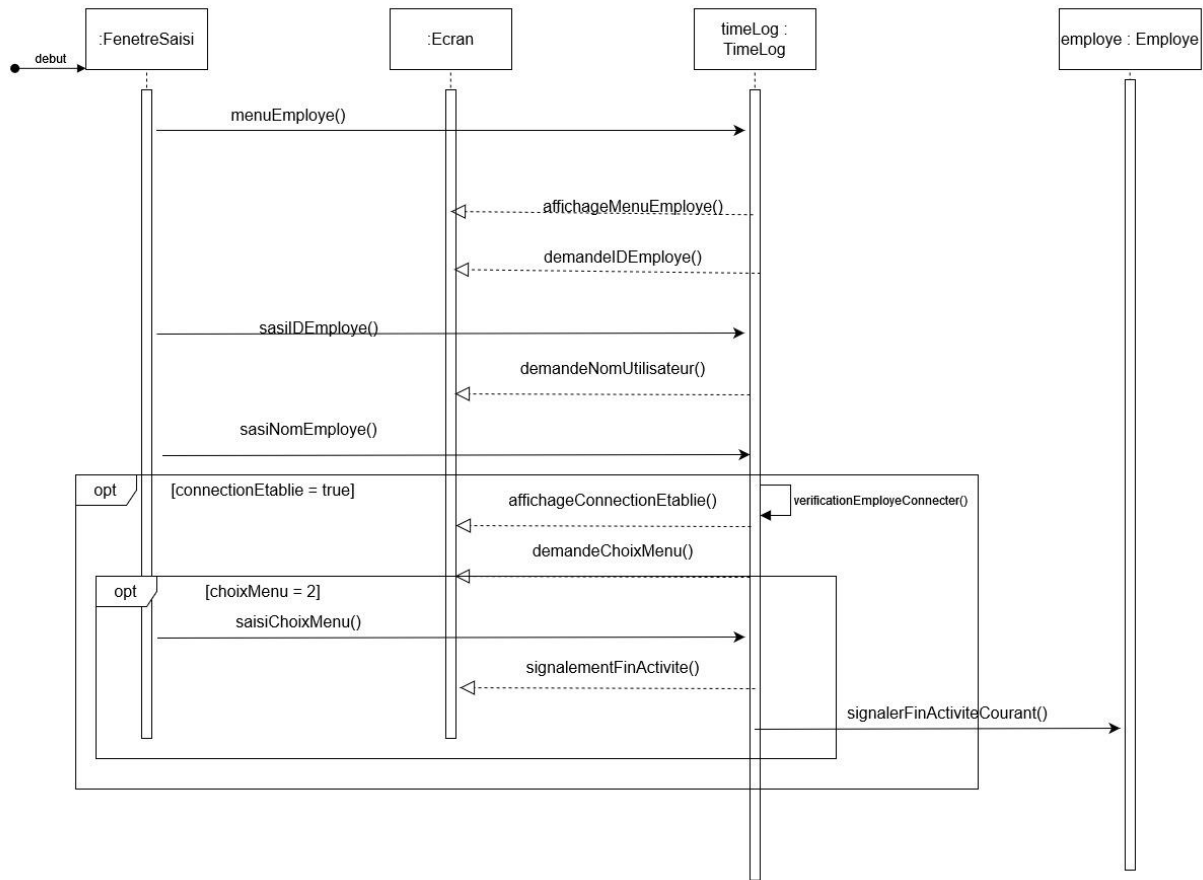 :FenetreSaisi
:Ecran
timeLog :
TimeLog
employe : Employe
debut
menuEmploye()
affichageMenuEmploye()
demandeIDEmploye()
sasiIDEmploye()
demandeNomUtilisateur()
sasiNomEmploye()
opt
[connectionEtablie = true]
affichageConnectionEtablie()
verificationEmployeConnecter()
demandeChoixMenu()
opt
[choixMenu = 2]
saisiChoixMenu()
signalementFinActivite()
signalerFinActiviteCourant()